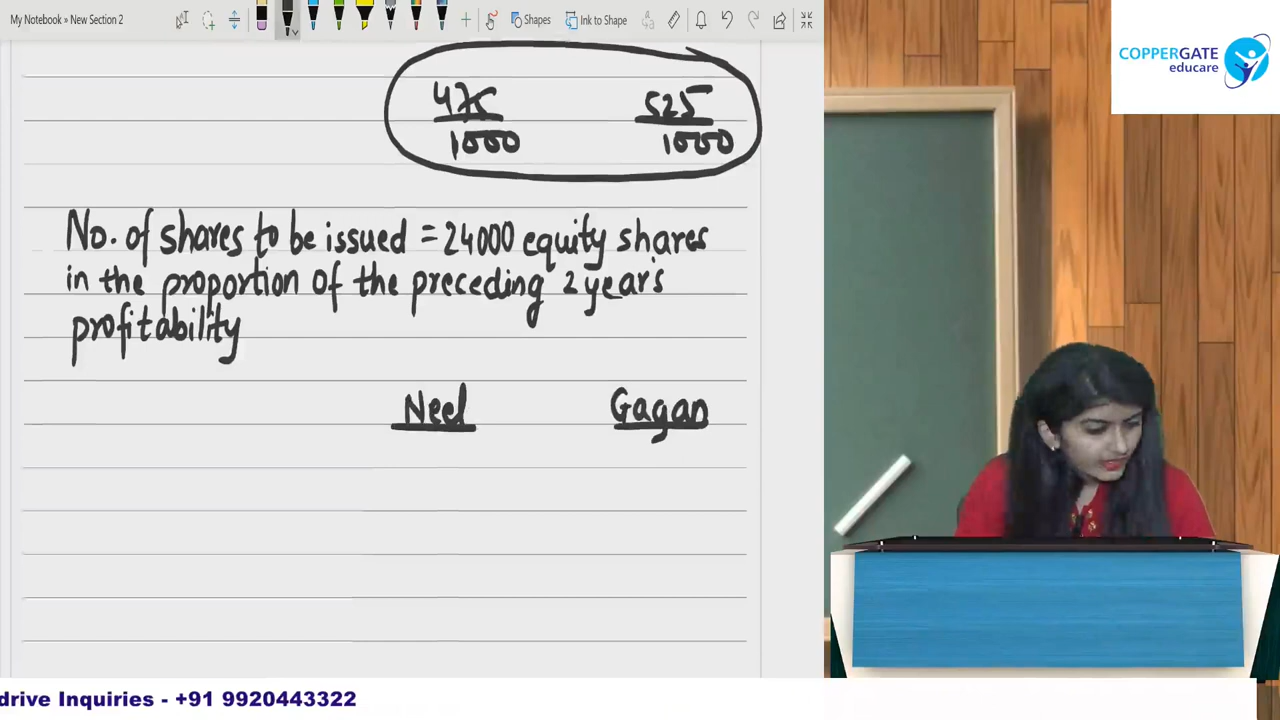 My Notebook » New Section 2
Shapes
Ink to Shape
COPPERGATE
educare
475 525
1000 1000
No. of shares to be issued = 24000 equity shares
in the proportion of the preceding 2 year's
profitability
Neel Gagan
drive Inquiries - +91 9920443322